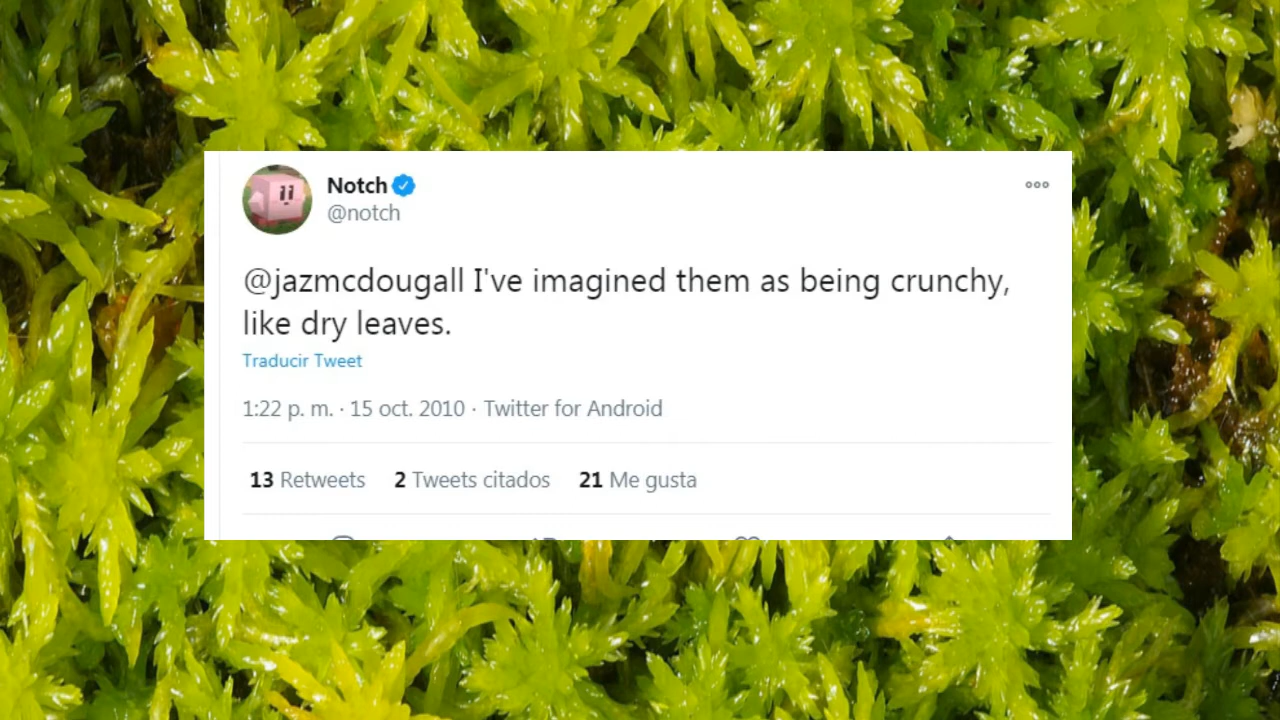 Notch
@notch
@jazmcdougall I've imagined them as being crunchy,
like dry leaves.
Traducir Tweet
1:22 p. m. · 15 oct. 2010 · Twitter for Android
13 Retweets 2 Tweets citados 21 Me gusta